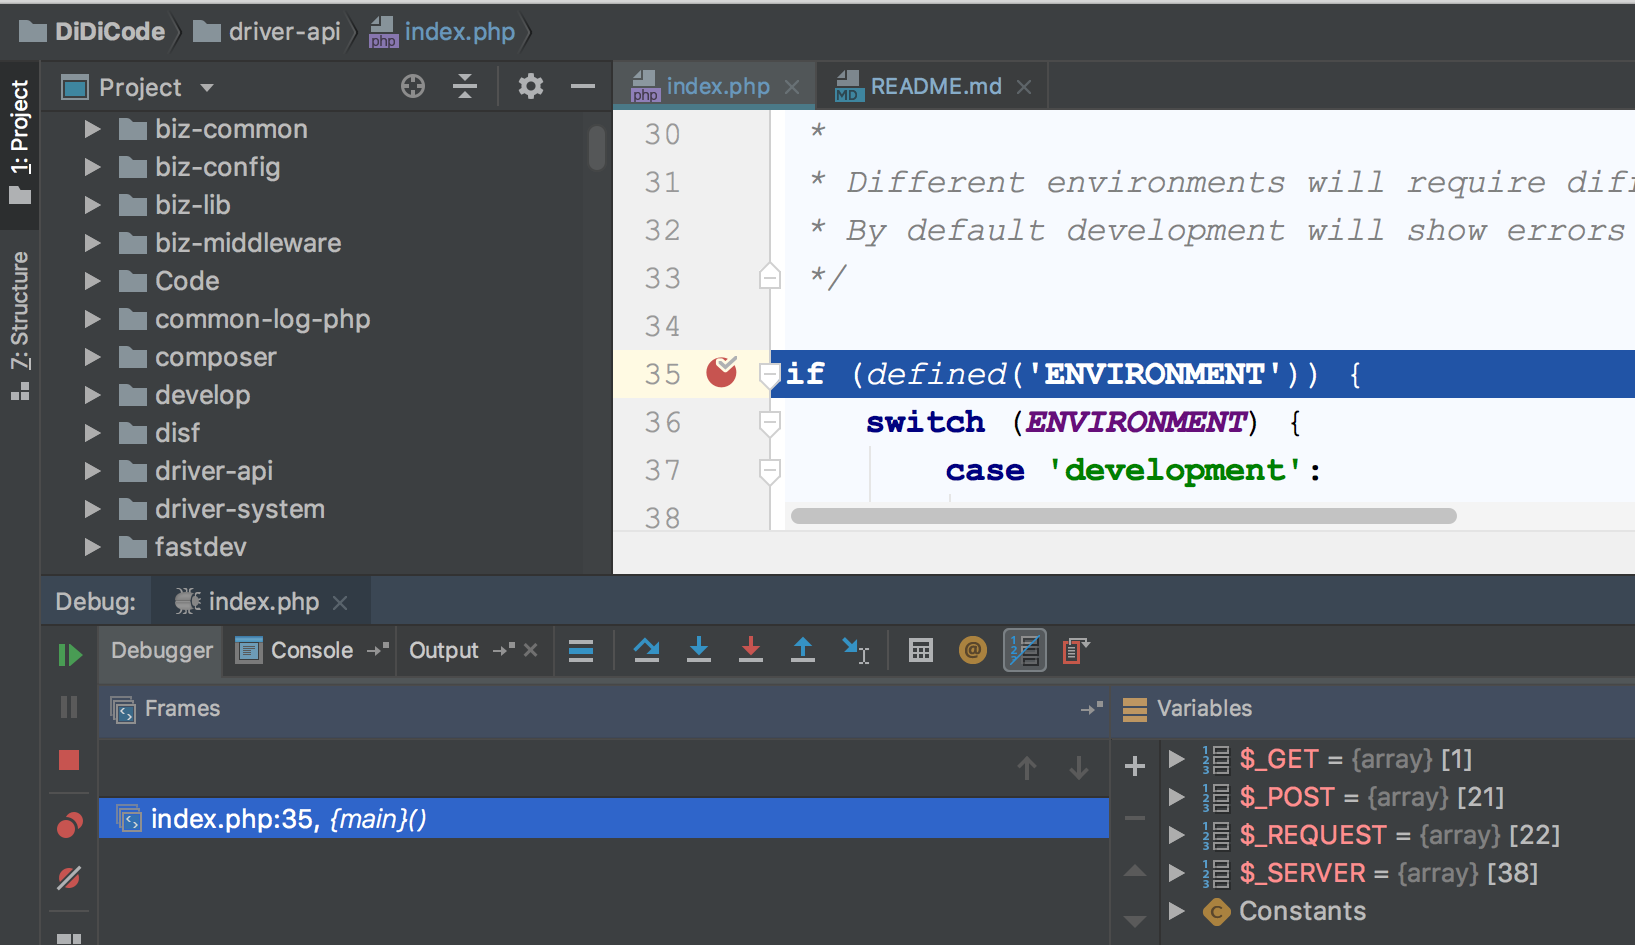 DiDiCode driver-api index.php
1: Project
7: Structure
Project
biz-common
biz-config
biz-lib
biz-middleware
Code
common-log-php
composer
develop
disf
driver-api
driver-system
fastdev
index.php README.md
30 *
31 * Different environments will require
32 * By default development will show errors
33 */
34
35 if (defined('ENVIRONMENT')) {
36 switch (ENVIRONMENT) {
37 case 'development':
38
Debug: index.php
Debugger Console Output
Frames
index.php:35, {main}()
Variables
$_GET = {array} [1]
$_POST = {array} [21]
$_REQUEST = {array} [22]
$_SERVER = {array} [38]
Constants